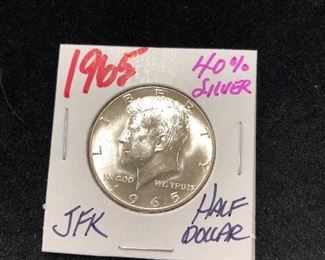 1965
40%
SILVER
LIBERTY
IN GOD WE TRUST
1965
JFK
HALF
DOLLAR